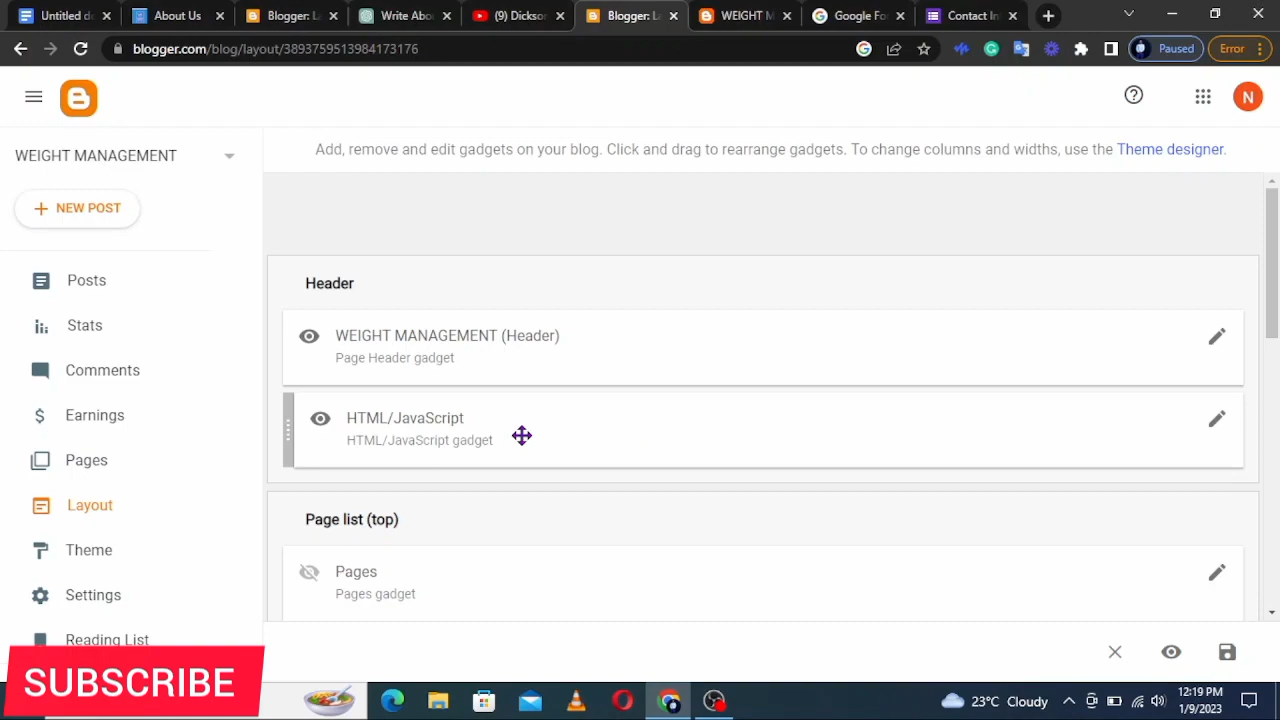 Untitled do
About Us
Blogger: La
Write Abo
(9) Dickso
Blogger: La
WEIGHT M
Google Fo
Contact In
blogger.com/blog/layout/3893759513984173176
Paused
Error
N
WEIGHT MANAGEMENT
Add, remove and edit gadgets on your blog. Click and drag to rearrange gadgets. To change columns and widths, use the Theme designer.
NEW POST
Posts
Stats
Comments
Earnings
Pages
Layout
Theme
Settings
Reading List
Header
WEIGHT MANAGEMENT (Header)
Page Header gadget
HTML/JavaScript
HTML/JavaScript gadget
Page list (top)
Pages
Pages gadget
SUBSCRIBE
23°C Cloudy
12:19 PM
1/9/2023